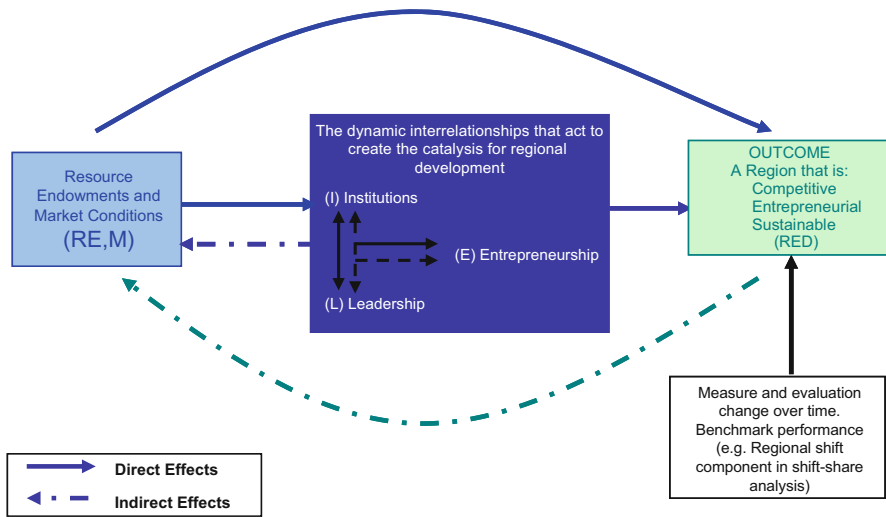 Resource
Endowments and
Market Conditions
(RE,M)
The dynamic interrelationships that act to
create the catalysis for regional
development
(I) Institutions
(E) Entrepreneurship
(L) Leadership
OUTCOME
A Region that is:
Competitive
Entrepreneurial
Sustainable
(RED)
Measure and evaluation
change over time.
Benchmark performance
(e.g. Regional shift
component in shift-share
analysis)
Direct Effects
Indirect Effects